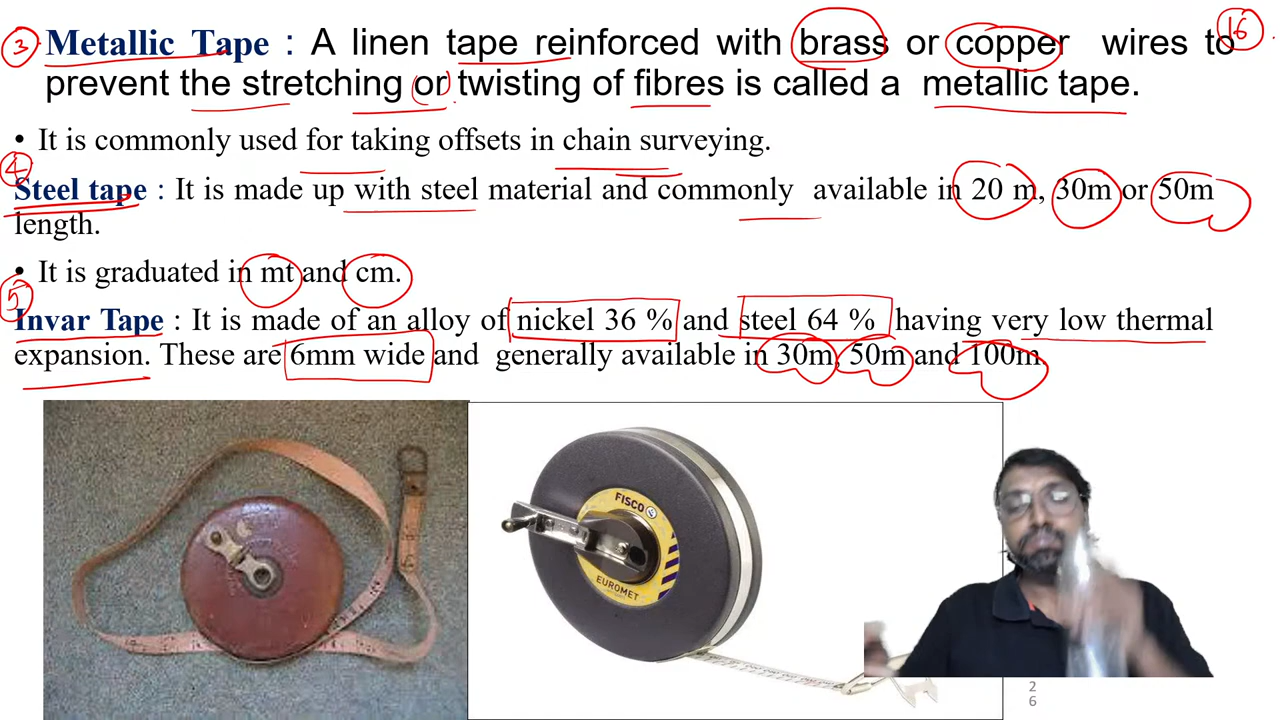 ③ Metallic Tape : A linen tape reinforced with brass or copper wires to 16
prevent the stretching or twisting of fibres is called a metallic tape.
• It is commonly used for taking offsets in chain surveying.
④
Steel tape : It is made up with steel material and commonly available in 20 m, 30m or 50m
length.
• It is graduated in mt and cm.
⑤
Invar Tape : It is made of an alloy of nickel 36 % and steel 64 % having very low thermal
expansion. These are 6mm wide and generally available in 30m, 50m and 100m.
FISCO
EUROMET
2
6